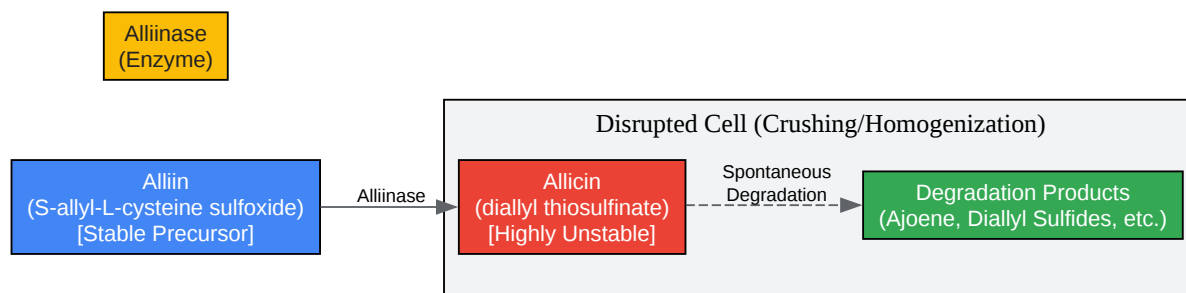 Alliinase
(Enzyme)
Disrupted Cell (Crushing/Homogenization)
Alliin
(S-allyl-L-cysteine sulfoxide)
[Stable Precursor]
Alliinase
Allicin
(diallyl thiosulfinate)
[Highly Unstable]
Spontaneous
Degradation
Degradation Products
(Ajoene, Diallyl Sulfides, etc.)